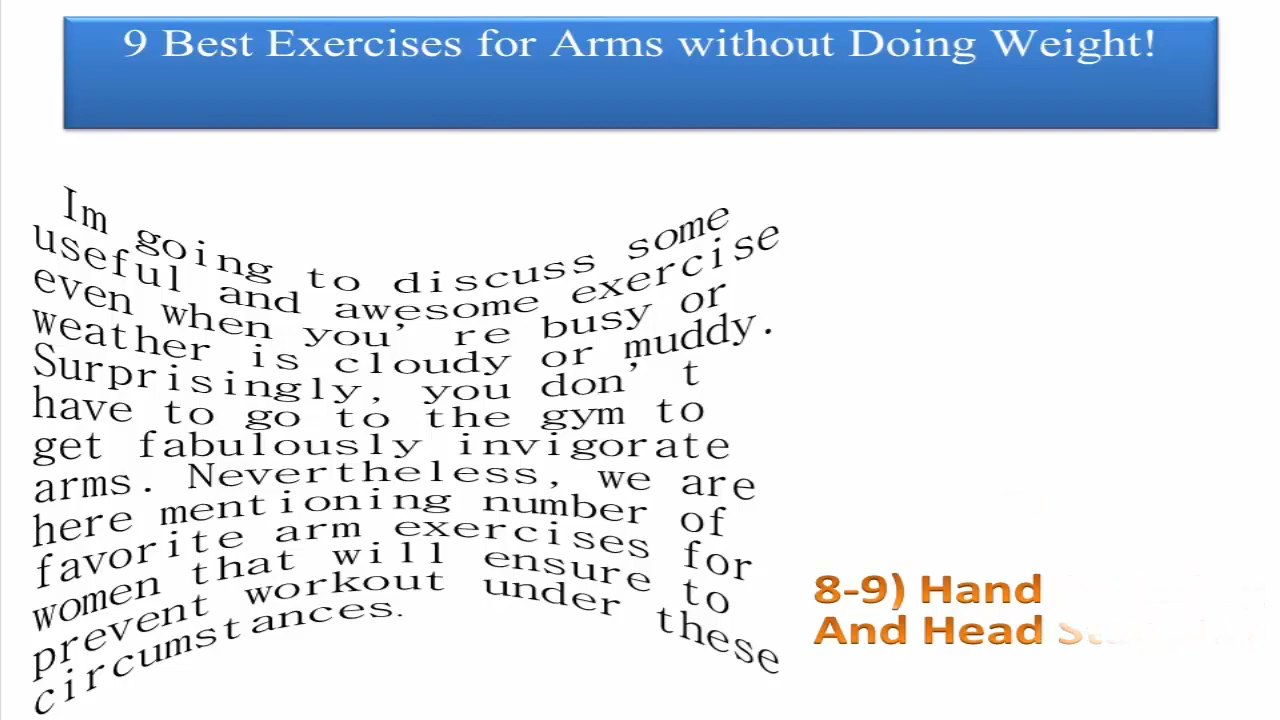 9 Best Exercises for Arms without Doing Weight!
Im going to discuss some
useful and awesome exercise
even when you’re busy or
weather is cloudy or muddy.
Surprisingly, you don’t
have to go to the gym to
get fabulously invigorate
arms. Nevertheless, we are
here mentioning number of
favorite arm exercises for
women that will ensure to
prevent workout under these
circumstances.
8-9) Hand
And Head